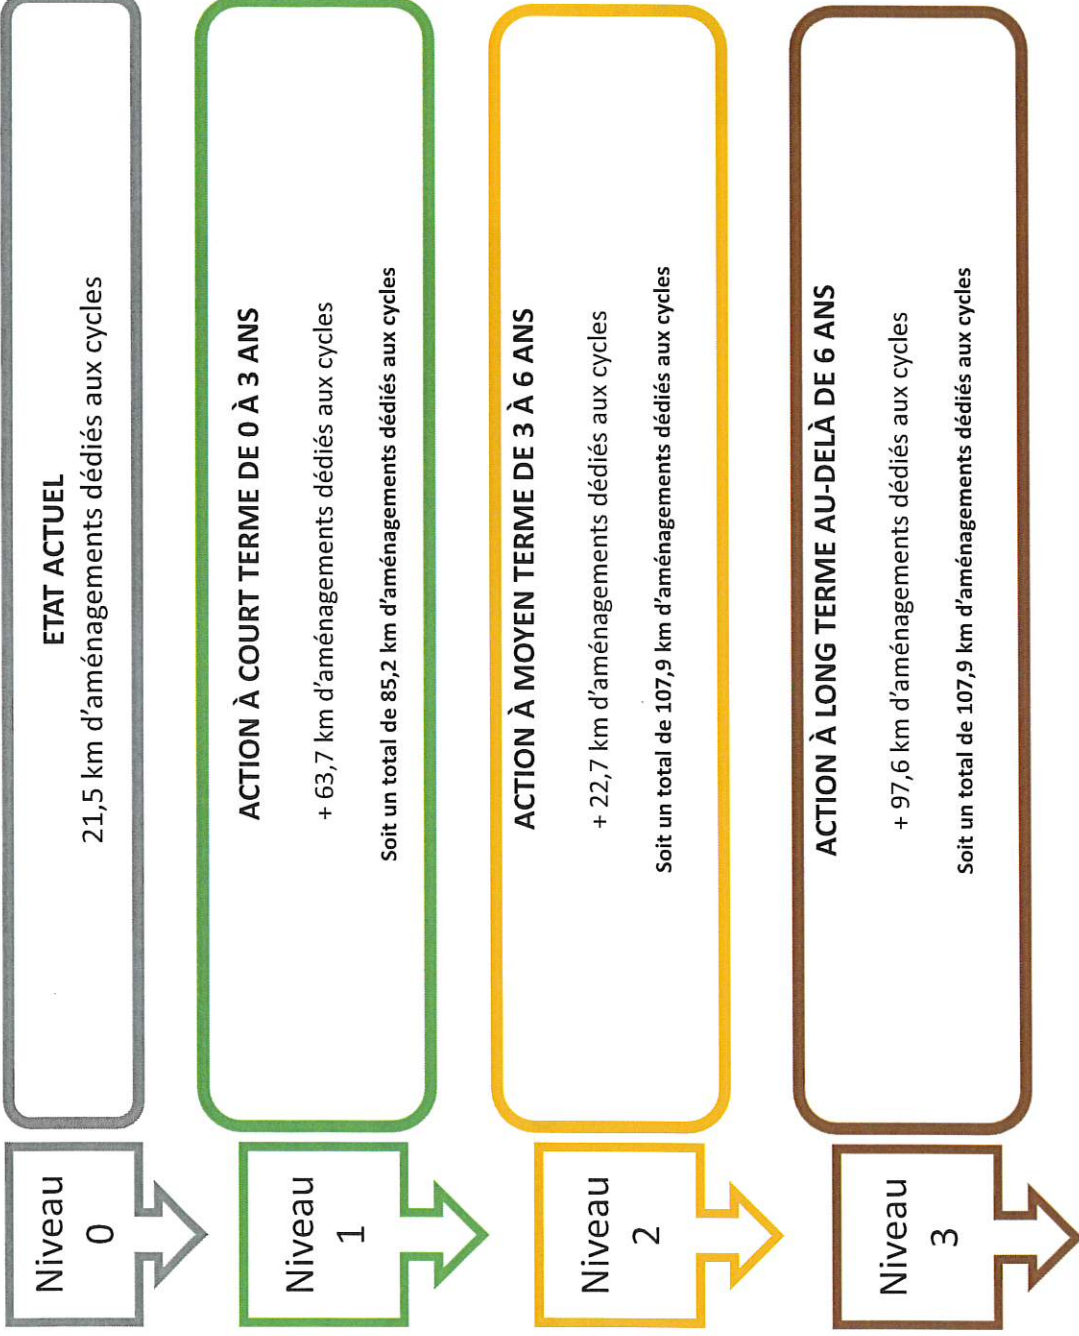 Niveau
0
ETAT ACTUEL
21,5 km d'aménagements dédiés aux cycles
Niveau
1
ACTION À COURT TERME DE 0 À 3 ANS
+ 63,7 km d'aménagements dédiés aux cycles
Soit un total de 85,2 km d'aménagements dédiés aux cycles
Niveau
2
ACTION À MOYEN TERME DE 3 À 6 ANS
+ 22,7 km d'aménagements dédiés aux cycles
Soit un total de 107,9 km d'aménagements dédiés aux cycles
Niveau
3
ACTION À LONG TERME AU-DELÀ DE 6 ANS
+ 97,6 km d'aménagements dédiés aux cycles
Soit un total de 107,9 km d'aménagements dédiés aux cycles